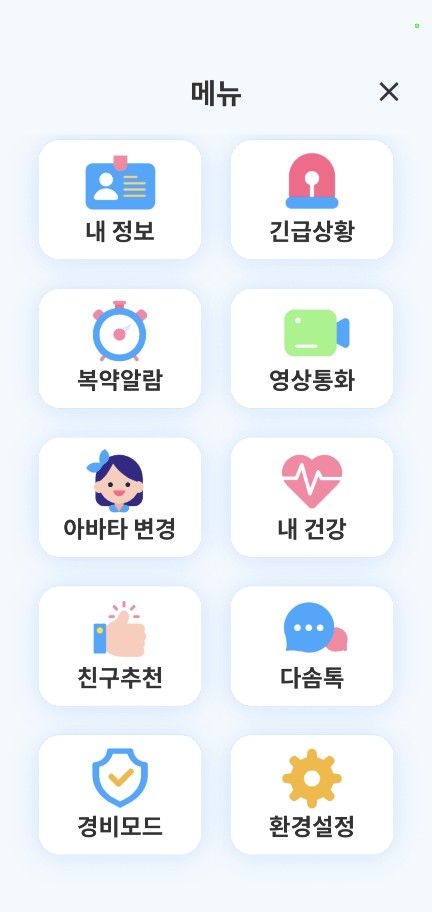 메뉴
내 정보
긴급상황
복약알람
영상통화
아바타 변경
내 건강
친구추천
다솜톡
경비모드
환경설정